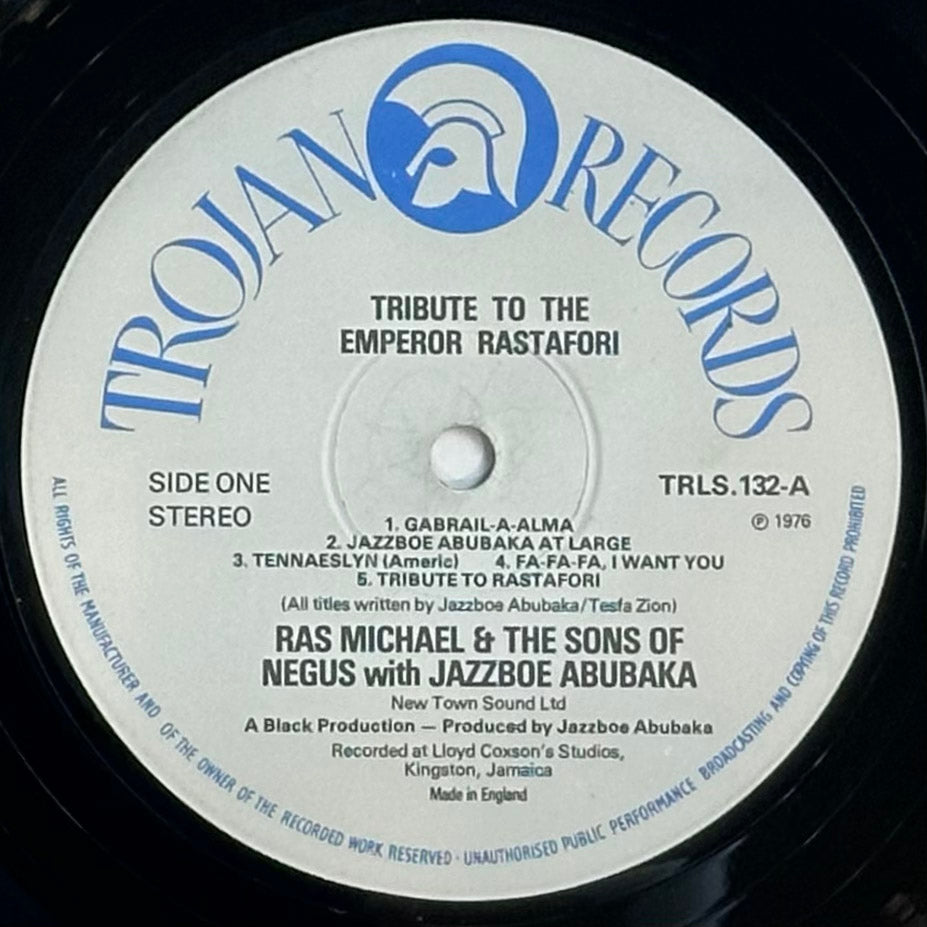 TROJAN RECORDS
TRIBUTE TO THE
EMPEROR RASTAFORI
SIDE ONE
STEREO
TRLS.132-A
℗ 1976
1. GABRAIL-A-ALMA
2. JAZZBOE ABUBAKA AT LARGE
3. TENNAESLYN (Americ) 4. FA-FA-FA, I WANT YOU
5. TRIBUTE TO RASTAFORI
(All titles written by Jazzboe Abubaka/Tesfa Zion)
RAS MICHAEL & THE SONS OF
NEGUS with JAZZBOE ABUBAKA
New Town Sound Ltd
A Black Production — Produced by Jazzboe Abubaka
Recorded at Lloyd Coxson's Studios,
Kingston, Jamaica
Made in England
ALL RIGHTS OF THE MANUFACTURER AND OF THE OWNER OF THE RECORDED WORK RESERVED · UNAUTHORISED PUBLIC PERFORMANCE BROADCASTING AND COPYING OF THIS RECORD PROHIBITED